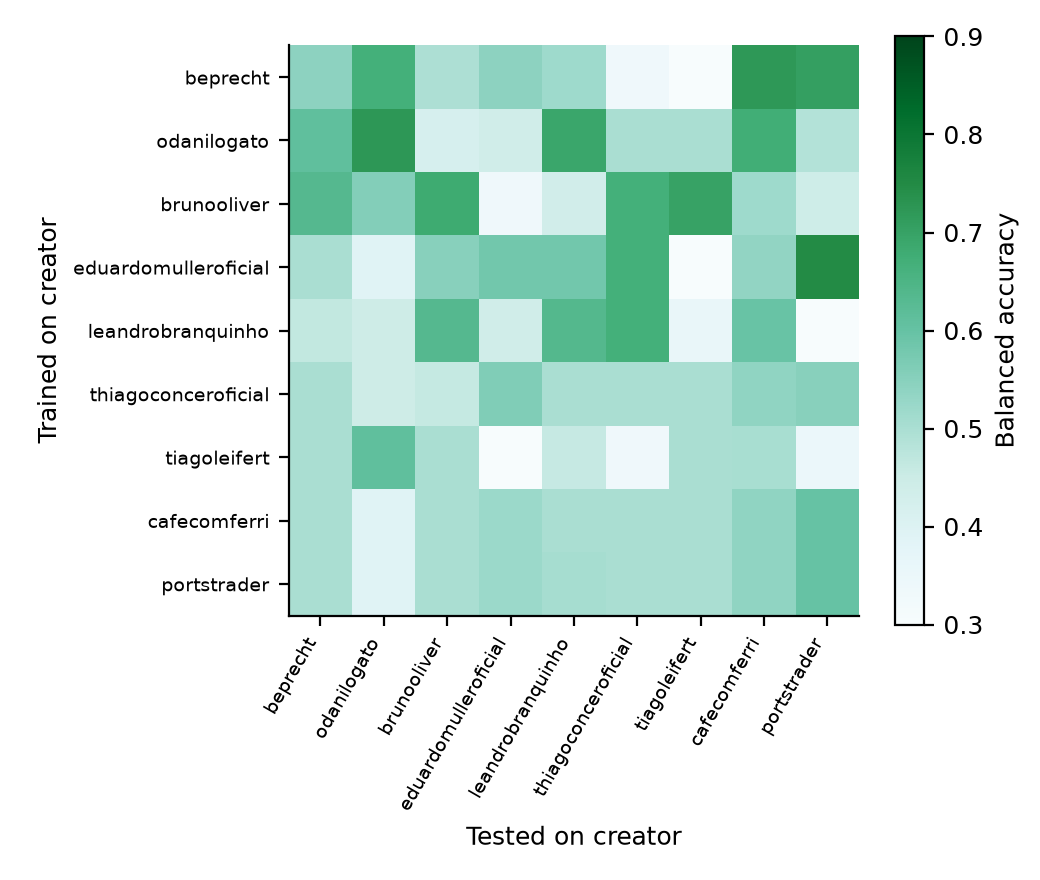 beprecht
odanilogato
brunooliver
eduardomulleroficial
leandrobranquinho
thiagoconceroficial
tiagoleifert
cafecomferri
portstrader
Trained on creator
beprecht
odanilogato
brunooliver
eduardomulleroficial
leandrobranquinho
thiagoconceroficial
tiagoleifert
cafecomferri
portstrader
Tested on creator
0.9
0.8
0.7
0.6
0.5
0.4
0.3
Balanced accuracy